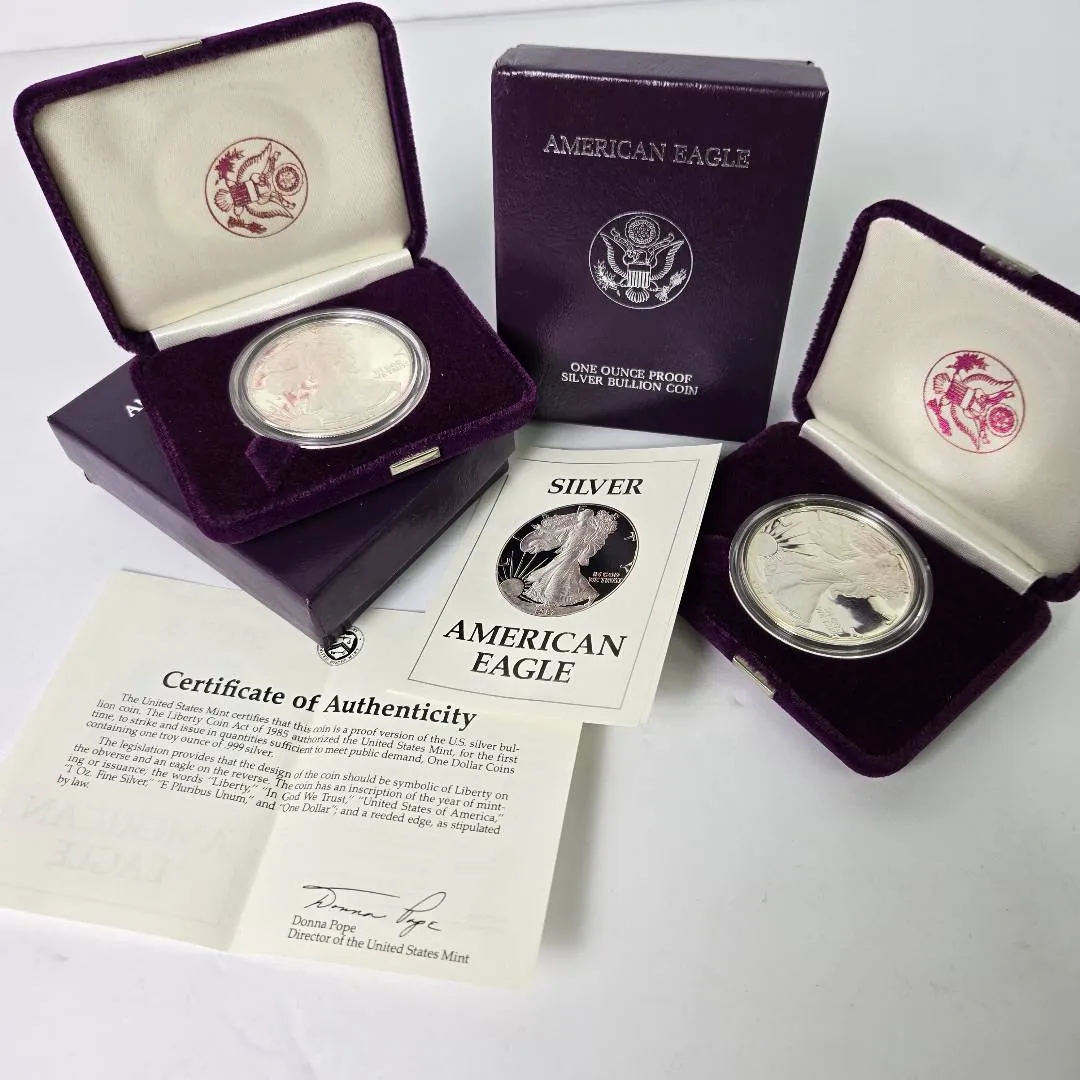 AMERICAN EAGLE
ONE OUNCE PROOF
SILVER BULLION COIN
SILVER
IN GOD
WE TRUST
AMERICAN
EAGLE
Certificate of Authenticity
The United States Mint certifies that this coin is a proof version of the U.S. silver bul-
lion coin. The Liberty Coin Act of 1985 authorized the United States Mint, for the first
time, to strike and issue in quantities sufficient to meet public demand, One Dollar Coins
containing one troy ounce of .999 silver.
The legislation provides that the design of the coin should be symbolic of Liberty on
the obverse and an eagle on the reverse. The coin has an inscription of the year of mint-
ing or issuance; the words "Liberty," "In God We Trust," "United States of America,"
"1 Oz. Fine Silver," "E Pluribus Unum," and "One Dollar"; and a reeded edge, as stipulated
by law.
Donna Pope
Donna Pope
Director of the United States Mint